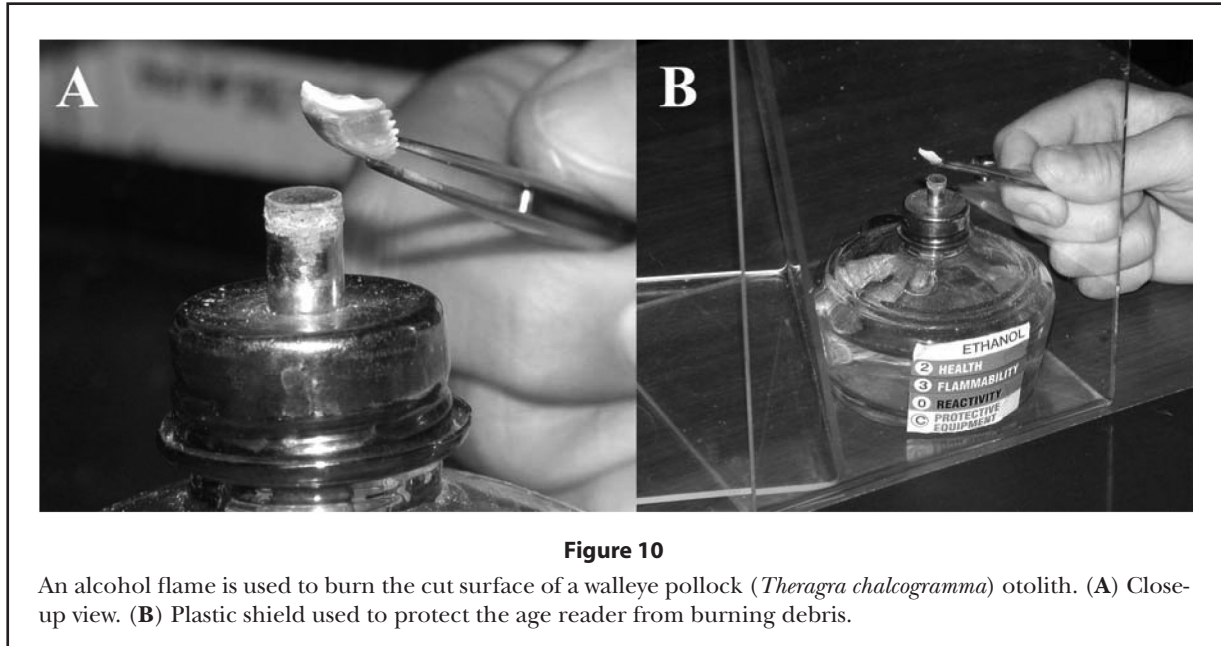 A
B
ETHANOL
2 HEALTH
3 FLAMMABILITY
0 REACTIVITY
C PROTECTIVE
EQUIPMENT
Figure 10
An alcohol flame is used to burn the cut surface of a walleye pollock (Theragra chalcogramma) otolith. (A) Close-
up view. (B) Plastic shield used to protect the age reader from burning debris.